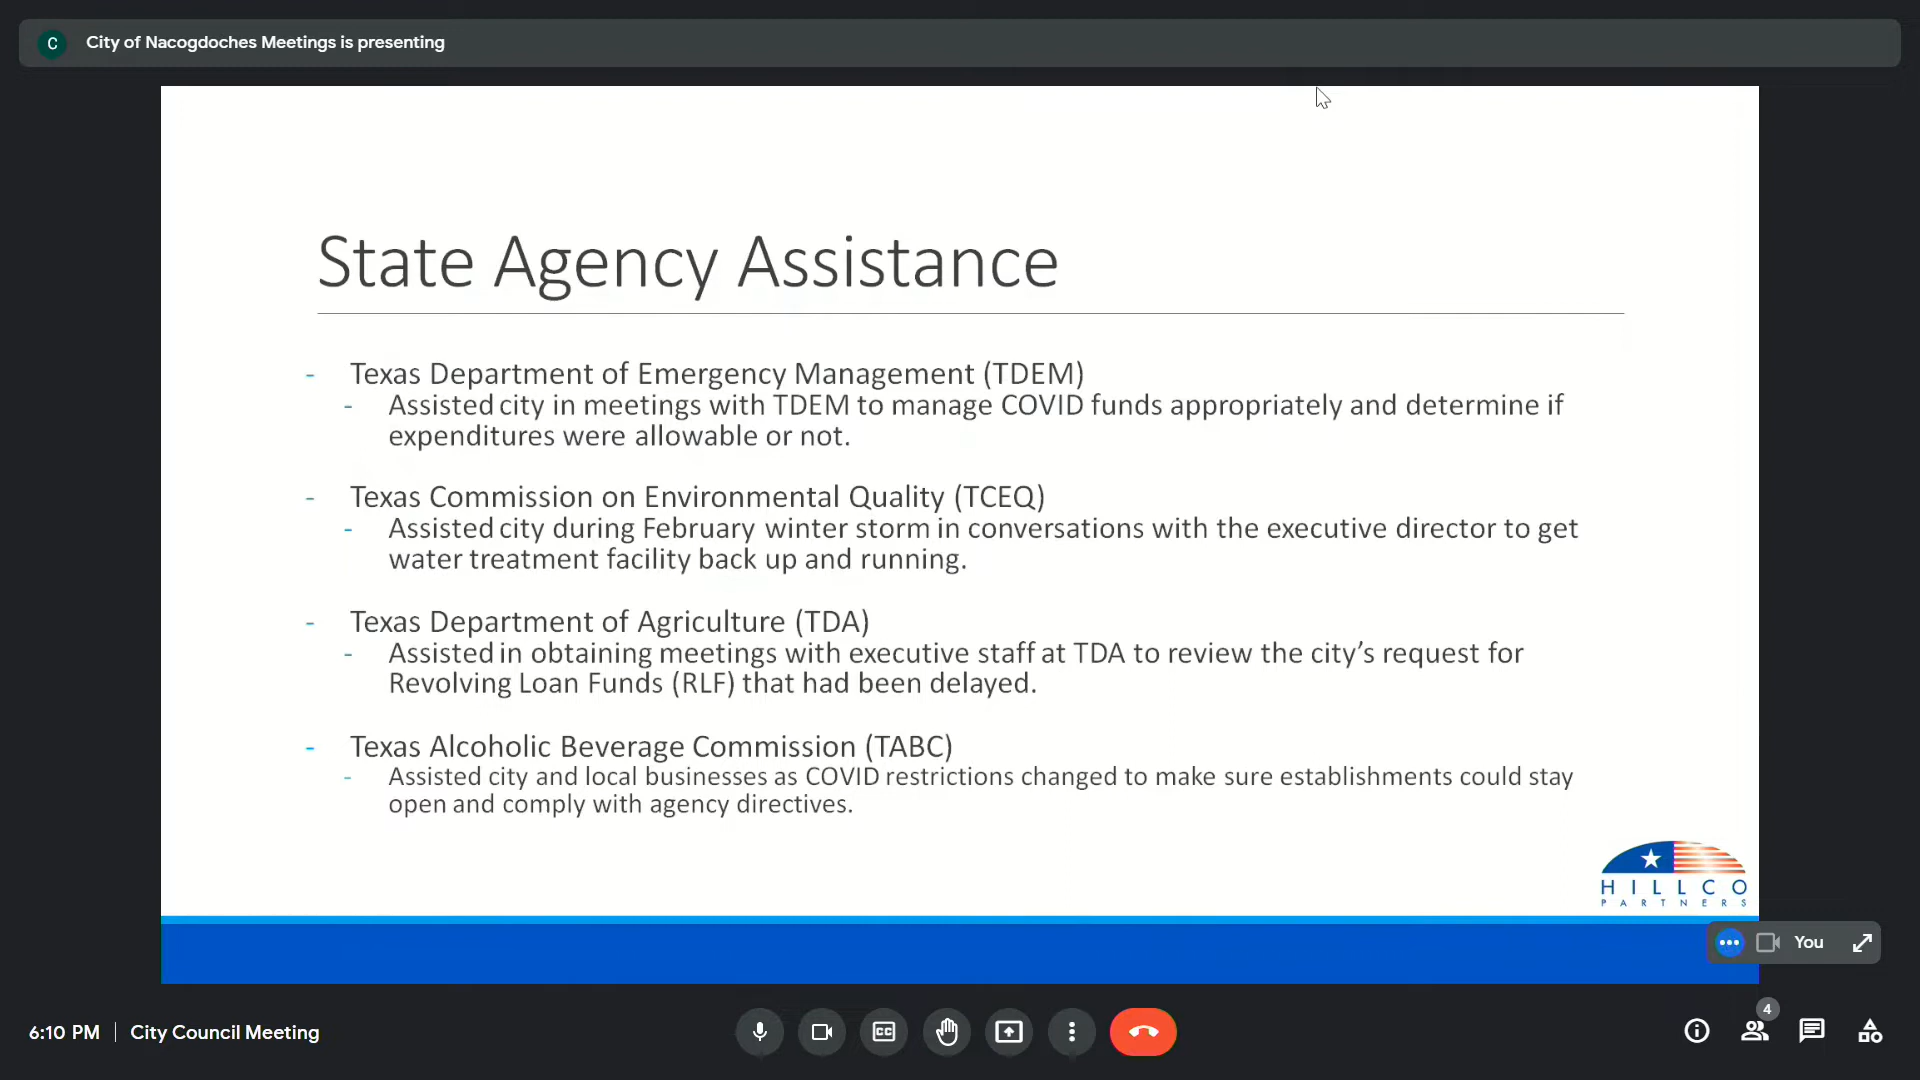 C City of Nacogdoches Meetings is presenting
State Agency Assistance
- Texas Department of Emergency Management (TDEM)
- Assisted city in meetings with TDEM to manage COVID funds appropriately and determine if
expenditures were allowable or not.
- Texas Commission on Environmental Quality (TCEQ)
- Assisted city during February winter storm in conversations with the executive director to get
water treatment facility back up and running.
- Texas Department of Agriculture (TDA)
- Assisted in obtaining meetings with executive staff at TDA to review the city’s request for
Revolving Loan Funds (RLF) that had been delayed.
- Texas Alcoholic Beverage Commission (TABC)
- Assisted city and local businesses as COVID restrictions changed to make sure establishments could stay
open and comply with agency directives.
HILLCO
PARTNERS
You
6:10 PM | City Council Meeting
CC
4